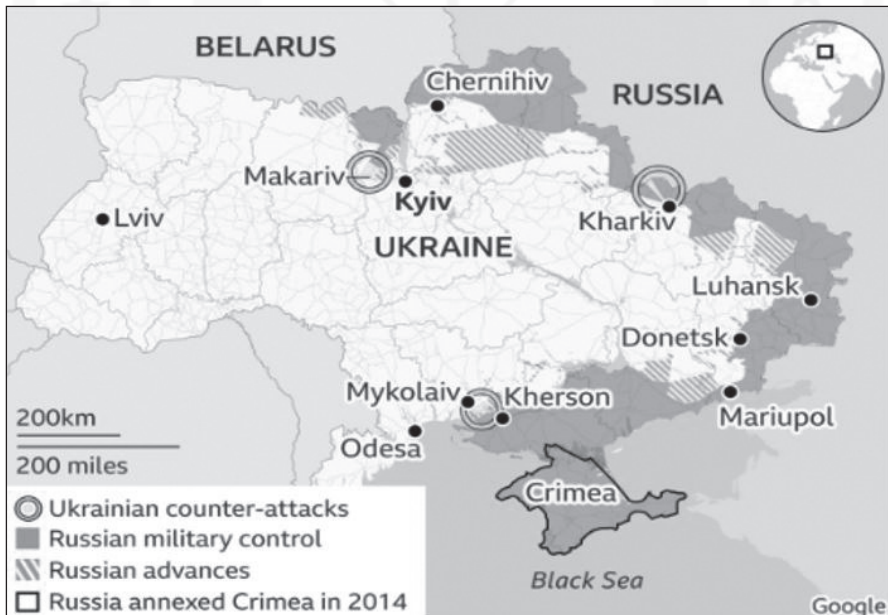 BELARUS
Chernihiv
RUSSIA
Makariv
Kyiv
Lviv
Kharkiv
UKRAINE
Luhansk
Donetsk
Mykolaiv
Kherson
Mariupol
Odesa
200km
200 miles
Crimea
Ukrainian counter-attacks
Russian military control
Russian advances
Russia annexed Crimea in 2014
Black Sea
Google